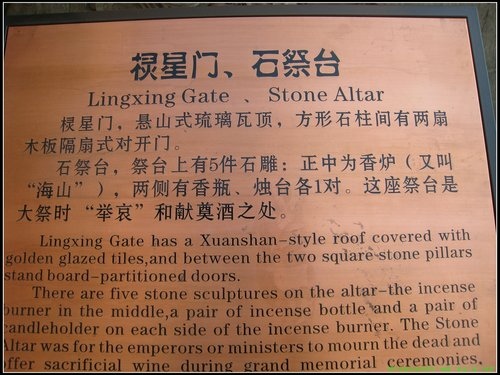 棂星门、石祭台
Lingxing Gate 、 Stone Altar
棂星门，悬山式琉璃瓦顶，方形石柱间有两扇
木板隔扇式对开门。
石祭台，祭台上有5件石雕：正中为香炉（又叫
“海山”），两侧有香瓶、烛台各1对。这座祭台是
大祭时“举哀”和献奠酒之处。
Lingxing Gate has a Xuanshan-style roof covered with
golden glazed tiles,and between the two square stone pillars
stand board-partitioned doors.
There are five stone sculptures on the altar-the incense
burner in the middle,a pair of incense bottle and a pair of
candleholder on each side of the incense burner. The Stone
Altar was for the emperors or ministers to mourn the dead and
offer sacrificial wine during grand memorial ceremonies.